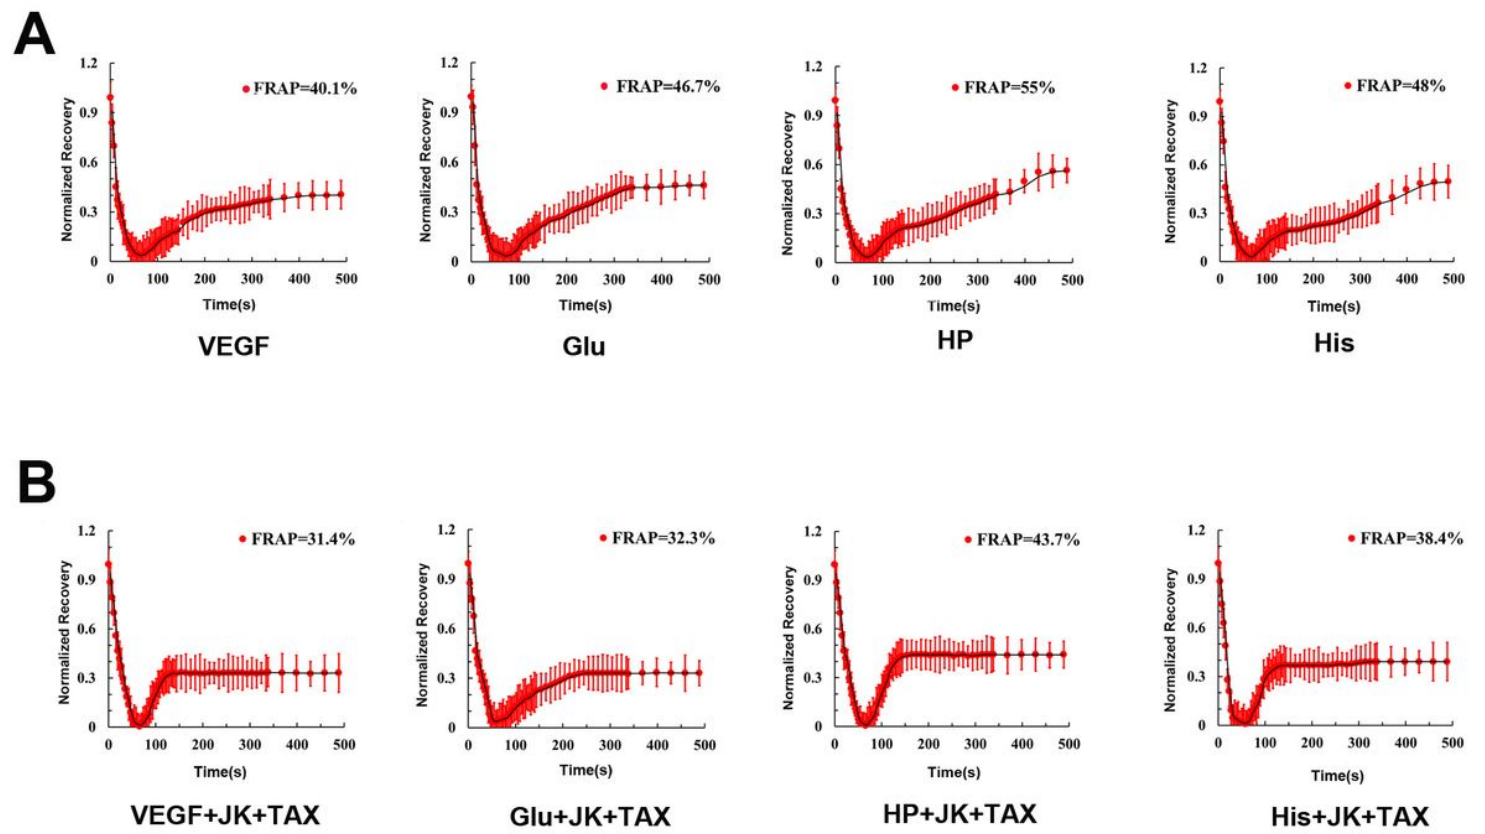 A
1.2
0.9
0.6
0.3
0
Normalized Recovery
FRAP=40.1%
0 100 200 300 400 500
Time(s)
VEGF
1.2
0.9
0.6
0.3
0
Normalized Recovery
FRAP=46.7%
0 100 200 300 400 500
Time(s)
Glu
1.2
0.9
0.6
0.3
0
Normalized Recovery
FRAP=55%
0 100 200 300 400 500
Time(s)
HP
1.2
0.9
0.6
0.3
0
Normalized Recovery
FRAP=48%
0 100 200 300 400 500
Time(s)
His
B
1.2
0.9
0.6
0.3
0
Normalized Recovery
FRAP=31.4%
0 100 200 300 400 500
Time(s)
VEGF+JK+TAX
1.2
0.9
0.6
0.3
0
Normalized Recovery
FRAP=32.3%
0 100 200 300 400 500
Time(s)
Glu+JK+TAX
1.2
0.9
0.6
0.3
0
Normalized Recovery
FRAP=43.7%
0 100 200 300 400 500
Time(s)
HP+JK+TAX
1.2
0.9
0.6
0.3
0
Normalized Recovery
FRAP=38.4%
0 100 200 300 400 500
Time(s)
His+JK+TAX